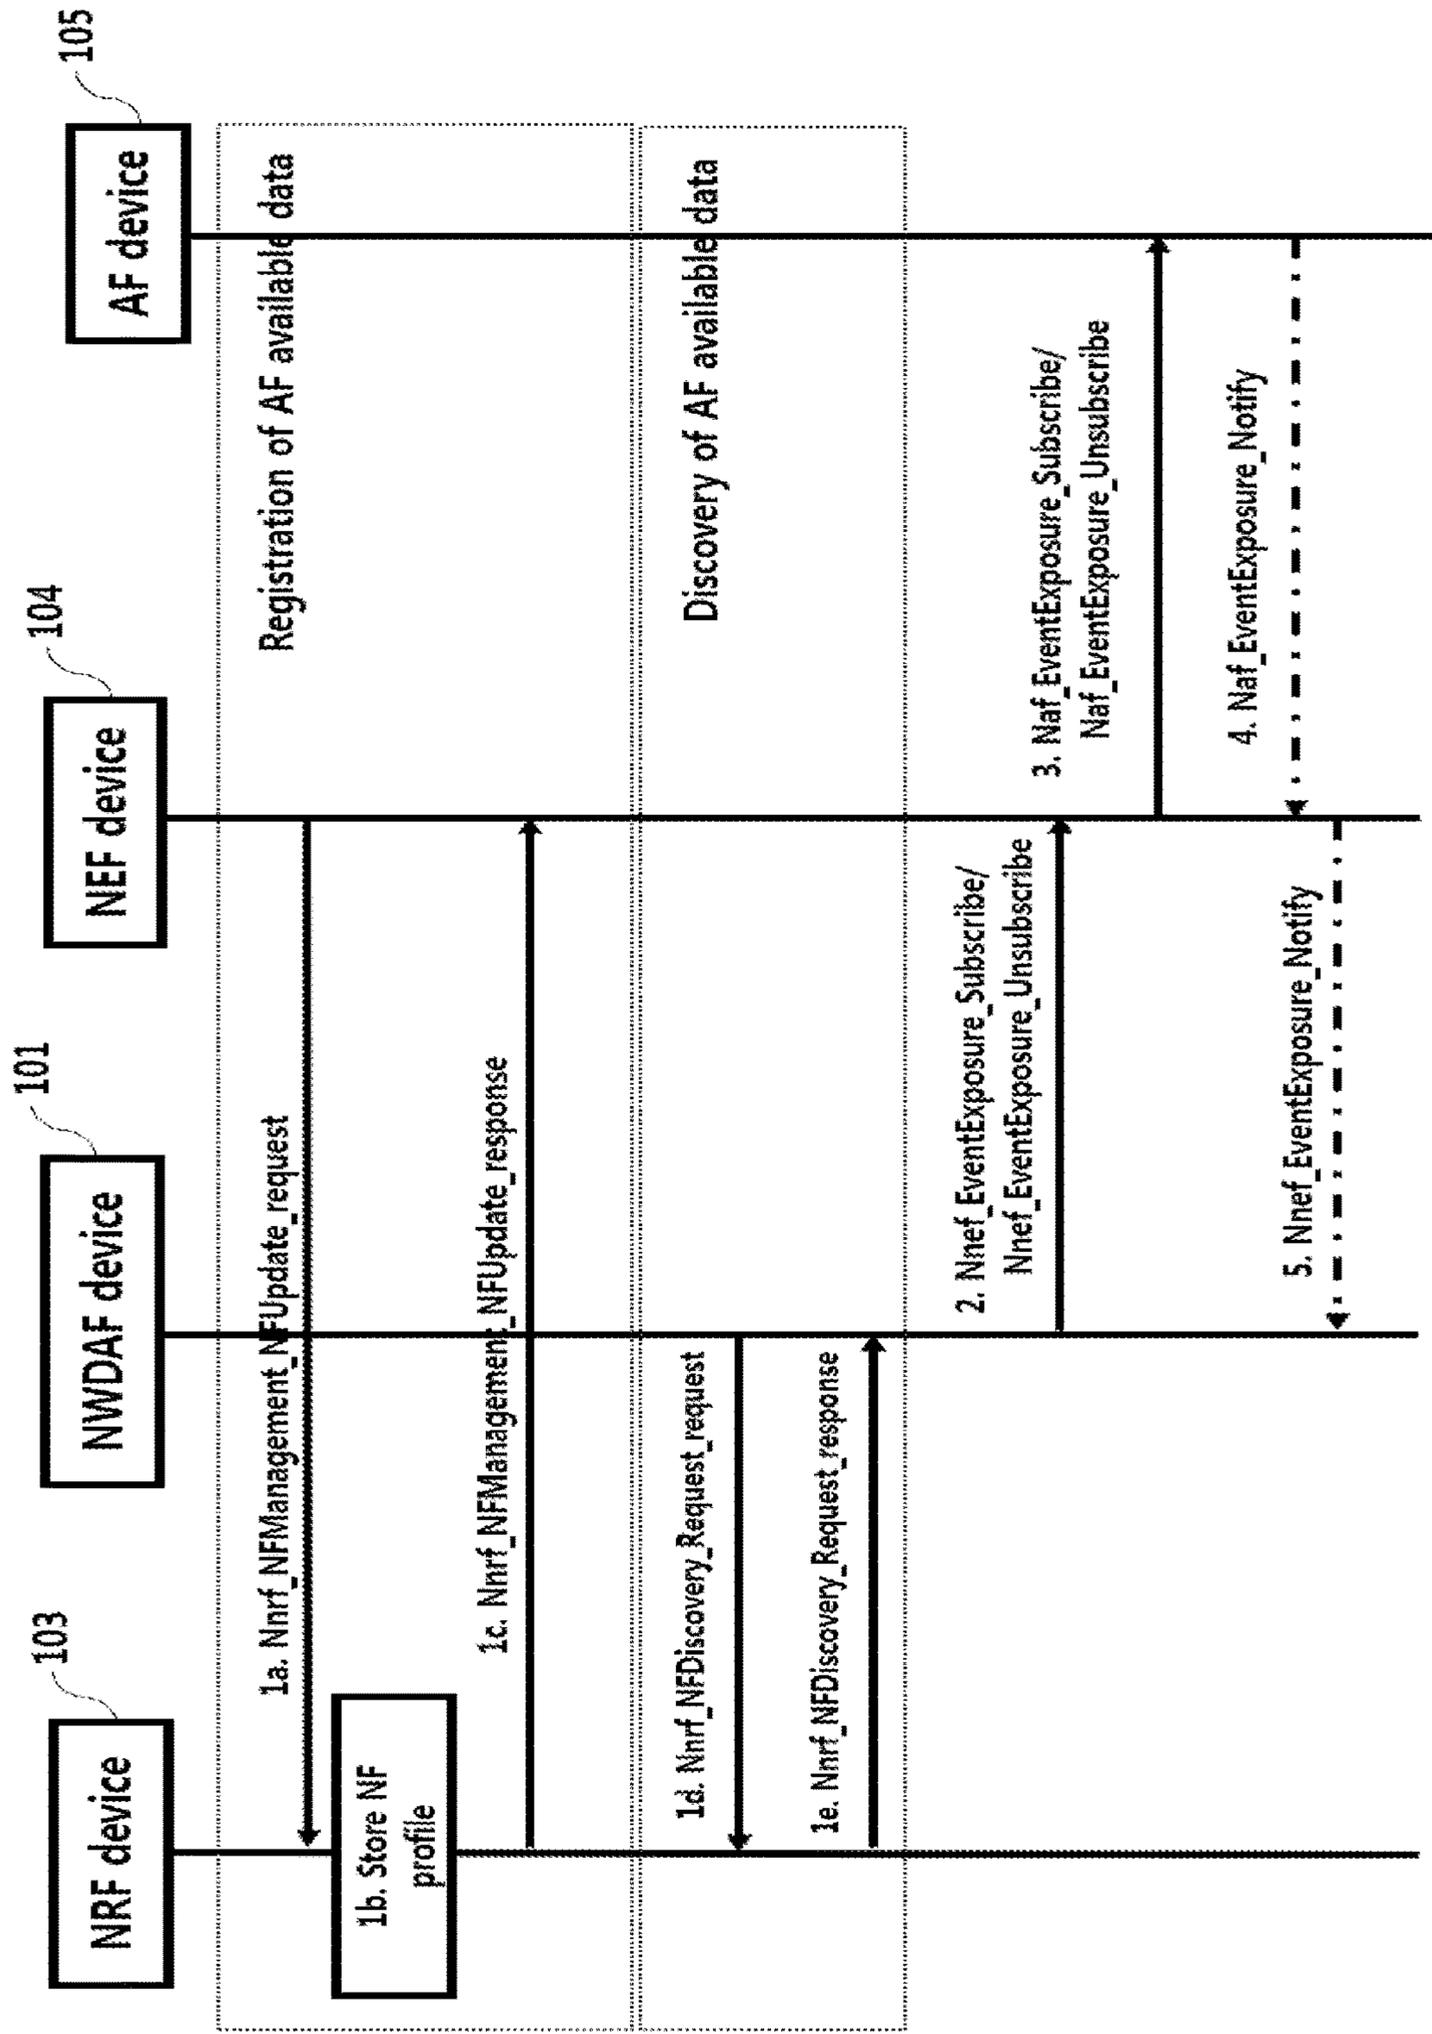 NRF device
103
NWDAF device
101
NEF device
104
AF device
105
Registration of AF available data
1a. Nnrf_NFManagement_NFUpdate_request
1b. Store NF
profile
1c. Nnrf_NFManagement_NFUpdate_response
Discovery of AF available data
1d. Nnrf_NFDiscovery_Request_request
1e. Nnrf_NFDiscovery_Request_response
2. Nnef_EventExposure_Subscribe/
Nnef_EventExposure_Unsubscribe
3. Naf_EventExposure_Subscribe/
Naf_EventExposure_Unsubscribe
4. Naf_EventExposure_Notify
5. Nnef_EventExposure_Notify